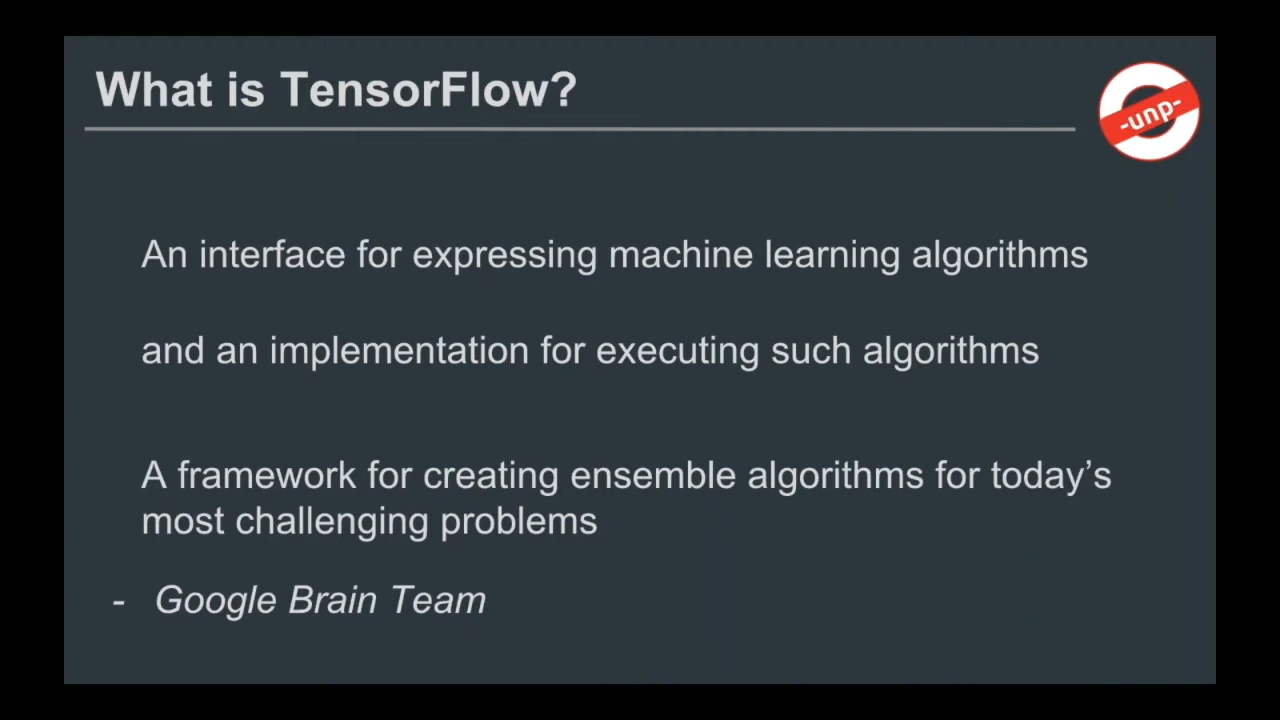 What is TensorFlow?
-unp-
An interface for expressing machine learning algorithms
and an implementation for executing such algorithms
A framework for creating ensemble algorithms for today’s
most challenging problems
- Google Brain Team